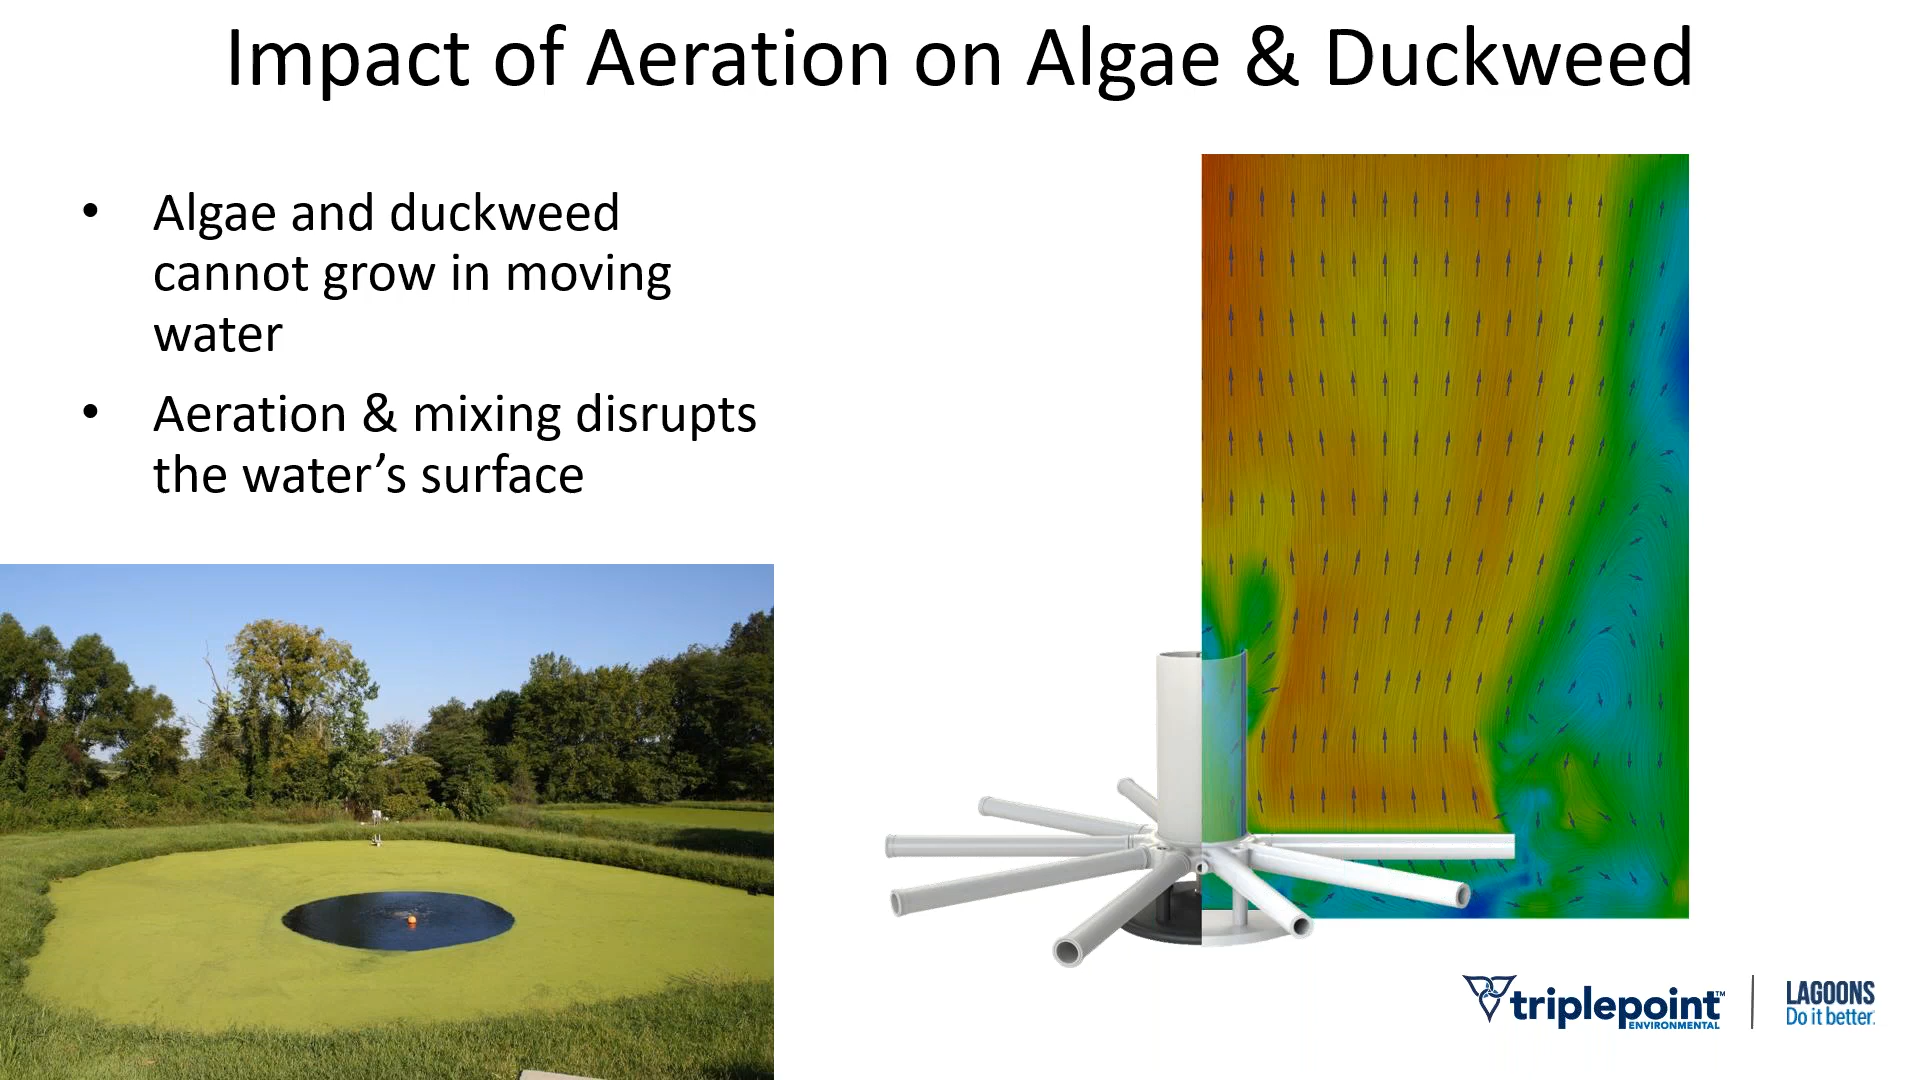 Impact of Aeration on Algae & Duckweed
• Algae and duckweed
cannot grow in moving
water
• Aeration & mixing disrupts
the water’s surface
triplepoint™
ENVIRONMENTAL
LAGOONS
Do it better.